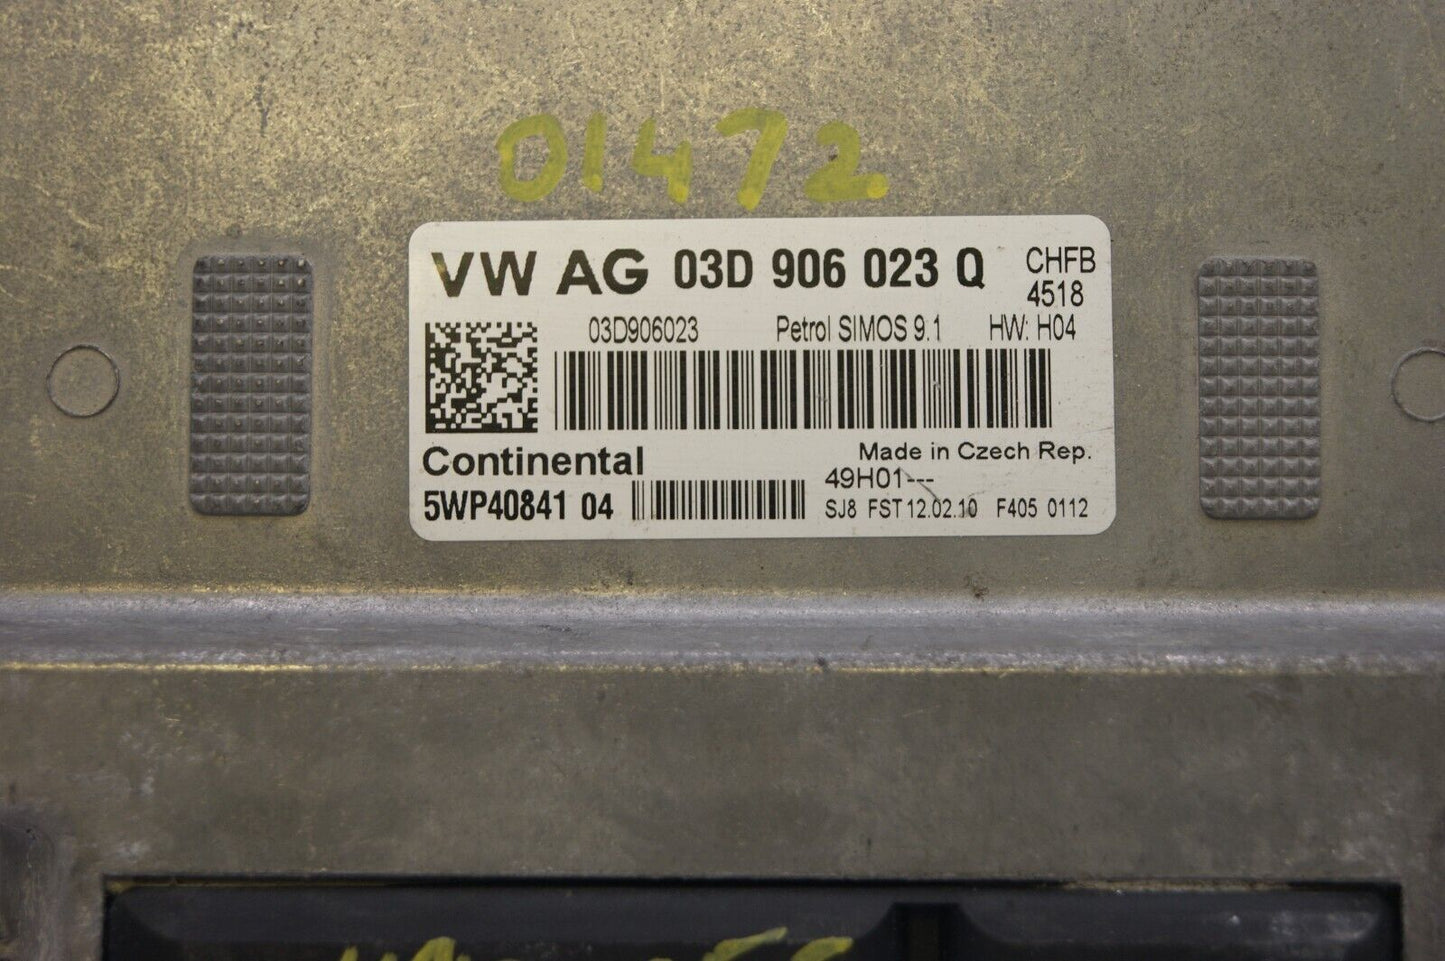 01472
VW AG 03D 906 023 Q CHFB
4518
03D906023 Petrol SIMOS 9.1 HW: H04
Continental Made in Czech Rep.
49H01---
5WP40841 04 SJ8 FST 12.02.10 F405 0112